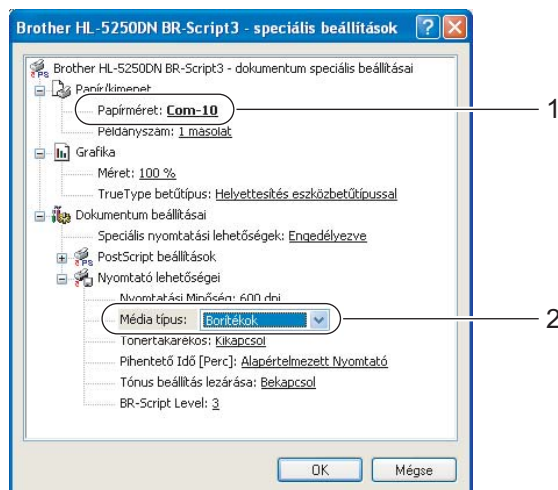 Brother HL-5250DN BR-Script3 - speciális beállítások
Brother HL-5250DN BR-Script3 - dokumentum speciális beállításai
Papír/kimenet
Papírméret: Com-10
1
Példányszám: 1 másolat
Grafika
Méret: 100 %
TrueType betűtípus: Helyettesítés eszközbetűtípussal
Dokumentum beállításai
Speciális nyomtatási lehetőségek: Engedélyezve
PostScript beállítások
Nyomtató lehetőségei
Nyomtatási Minőség: 600 dpi
Média típus: Borítékok
2
Tonertakarékos: Kikapcsol
Pihentető Idő [Perc]: Alapértelmezett Nyomtató
Tónus beállítás lezárása: Bekapcsol
BR-Script Level: 3
OK Mégse